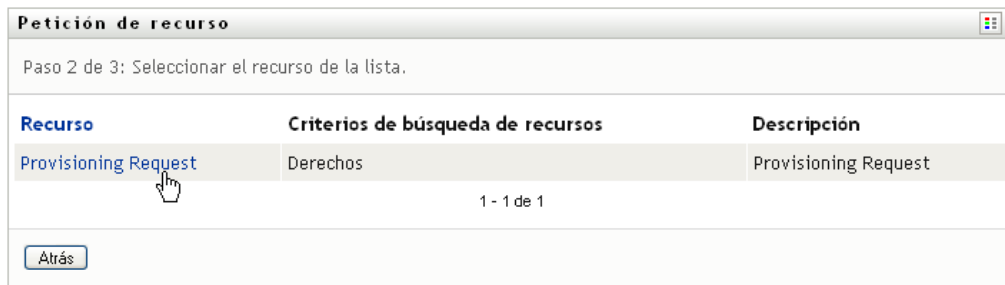 Petición de recurso
Paso 2 de 3: Seleccionar el recurso de la lista.
Recurso Criterios de búsqueda de recursos Descripción
Provisioning Request Derechos Provisioning Request
1 - 1 de 1
Atrás